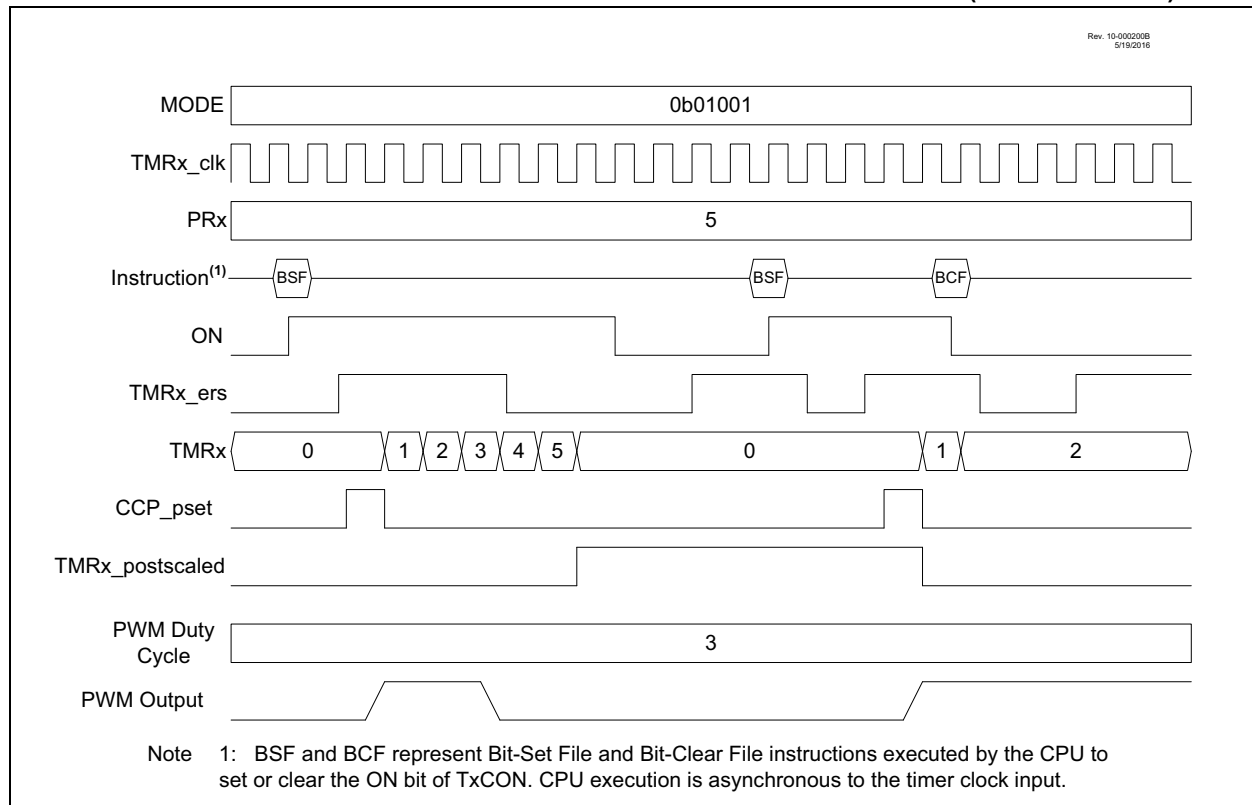 Rev. 10-000200B
5/19/2016
MODE 0b01001
TMRx_clk
PRx 5
Instruction(1) BSF BSF BCF
ON
TMRx_ers
TMRx 0 1 2 3 4 5 0 1 2
CCP_pset
TMRx_postscaled
PWM Duty
Cycle 3
PWM Output
Note 1: BSF and BCF represent Bit-Set File and Bit-Clear File instructions executed by the CPU to
set or clear the ON bit of TxCON. CPU execution is asynchronous to the timer clock input.